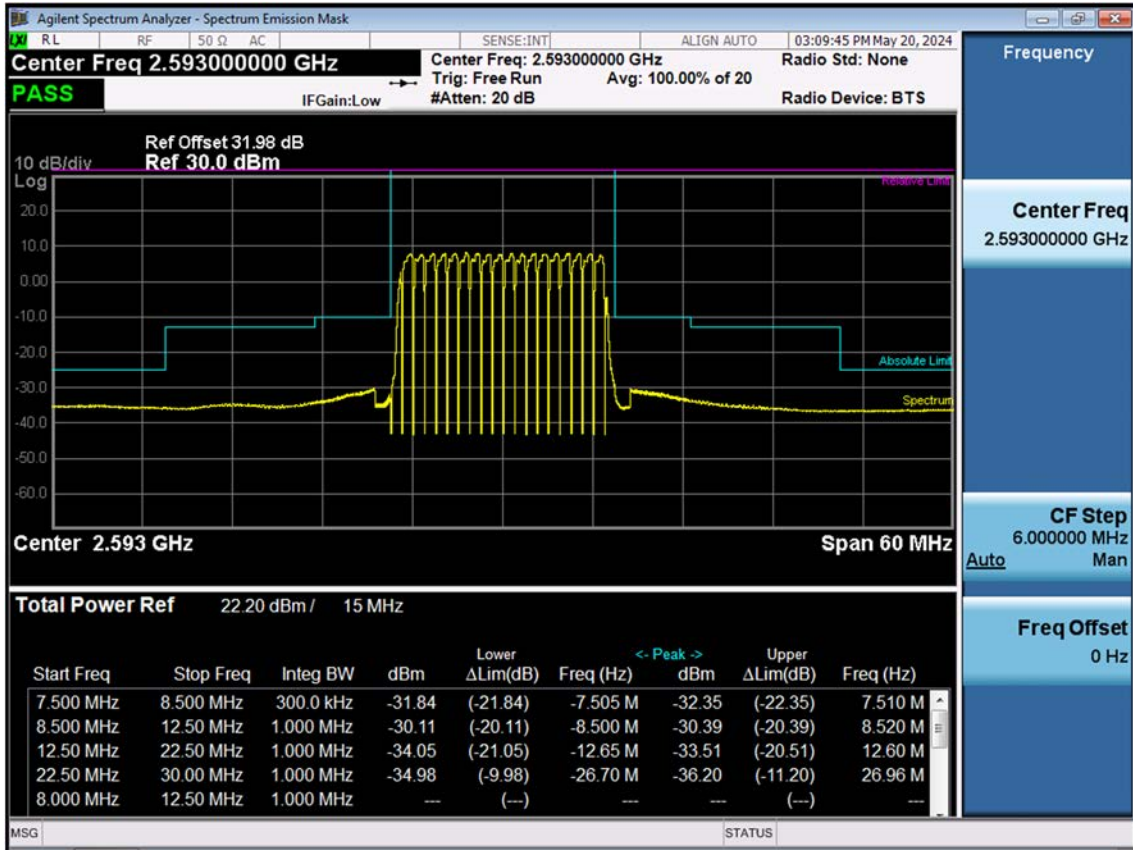 Agilent Spectrum Analyzer - Spectrum Emission Mask
LXI RL RF 50 Ω AC SENSE:INT ALIGN AUTO 03:09:45 PM May 20, 2024
Center Freq 2.593000000 GHz
PASS
IFGain:Low
Center Freq: 2.593000000 GHz
Trig: Free Run Avg: 100.00% of 20
#Atten: 20 dB
Radio Std: None
Radio Device: BTS
Ref Offset 31.98 dB
10 dB/div Ref 30.0 dBm
Log
Relative Limit
20.0
10.0
0.00
-10.0
-20.0
Absolute Limit
-30.0
Spectrum
-40.0
-50.0
-60.0
Center 2.593 GHz Span 60 MHz
Total Power Ref 22.20 dBm / 15 MHz
Lower <- Peak -> Upper
Start Freq Stop Freq Integ BW dBm ΔLim(dB) Freq (Hz) dBm ΔLim(dB) Freq (Hz)
7.500 MHz 8.500 MHz 300.0 kHz -31.84 (-21.84) -7.505 M -32.35 (-22.35) 7.510 M
8.500 MHz 12.50 MHz 1.000 MHz -30.11 (-20.11) -8.500 M -30.39 (-20.39) 8.520 M
12.50 MHz 22.50 MHz 1.000 MHz -34.05 (-21.05) -12.65 M -33.51 (-20.51) 12.60 M
22.50 MHz 30.00 MHz 1.000 MHz -34.98 (-9.98) -26.70 M -36.20 (-11.20) 26.96 M
8.000 MHz 12.50 MHz 1.000 MHz --- (---) --- --- (---) ---
MSG STATUS
Frequency
Center Freq
2.593000000 GHz
CF Step
6.000000 MHz
Auto Man
Freq Offset
0 Hz